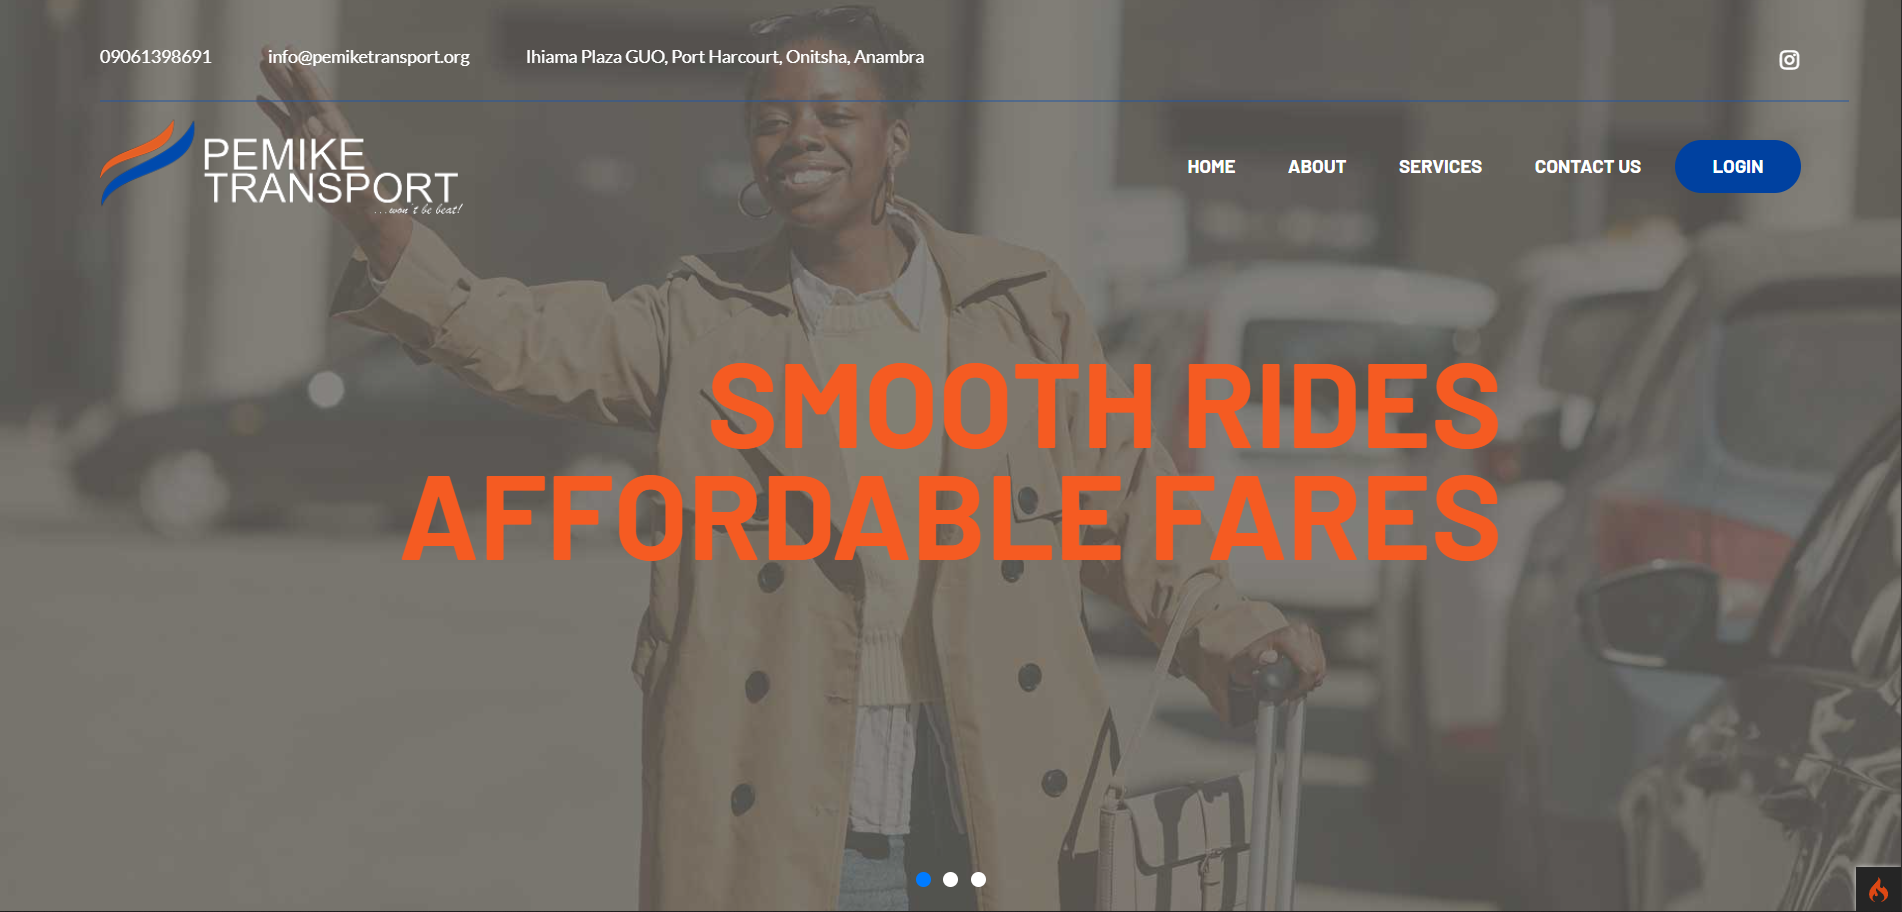 09061398691
info@pemiketransport.org
Ihiama Plaza GUO, Port Harcourt, Onitsha, Anambra
PEMIKE
TRANSPORT
...won't be beat!
HOME
ABOUT
SERVICES
CONTACT US
LOGIN
SMOOTH RIDES
AFFORDABLE FARES